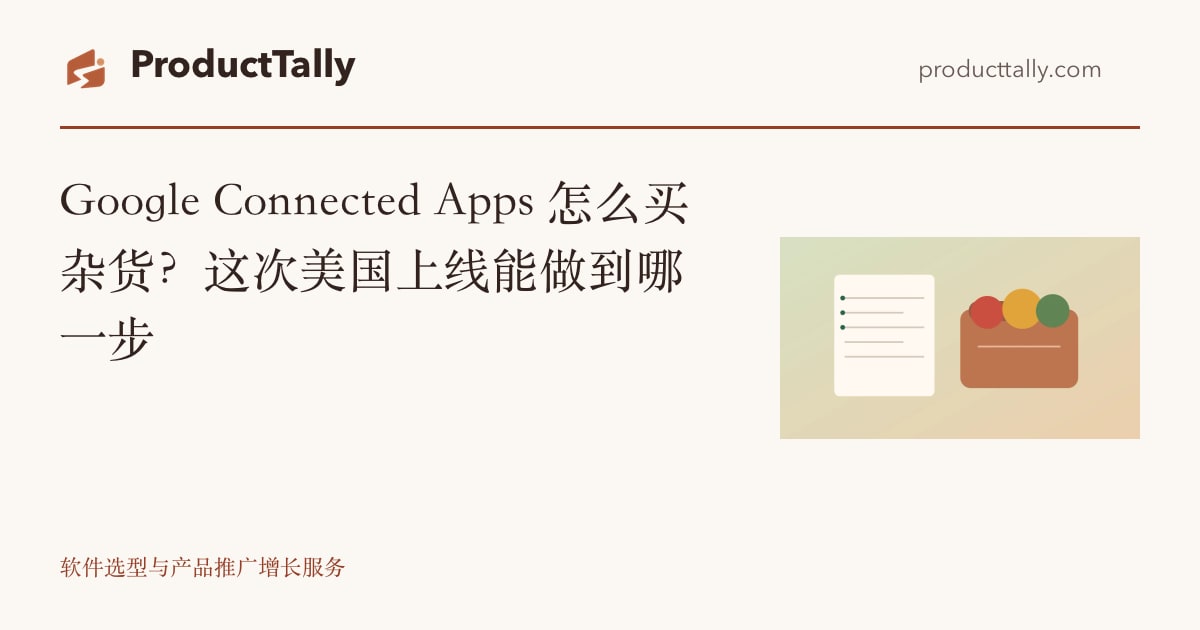 ProductTally
producttally.com
Google Connected Apps 怎么买
杂货？这次美国上线能做到哪
一步
软件选型与产品推广增长服务